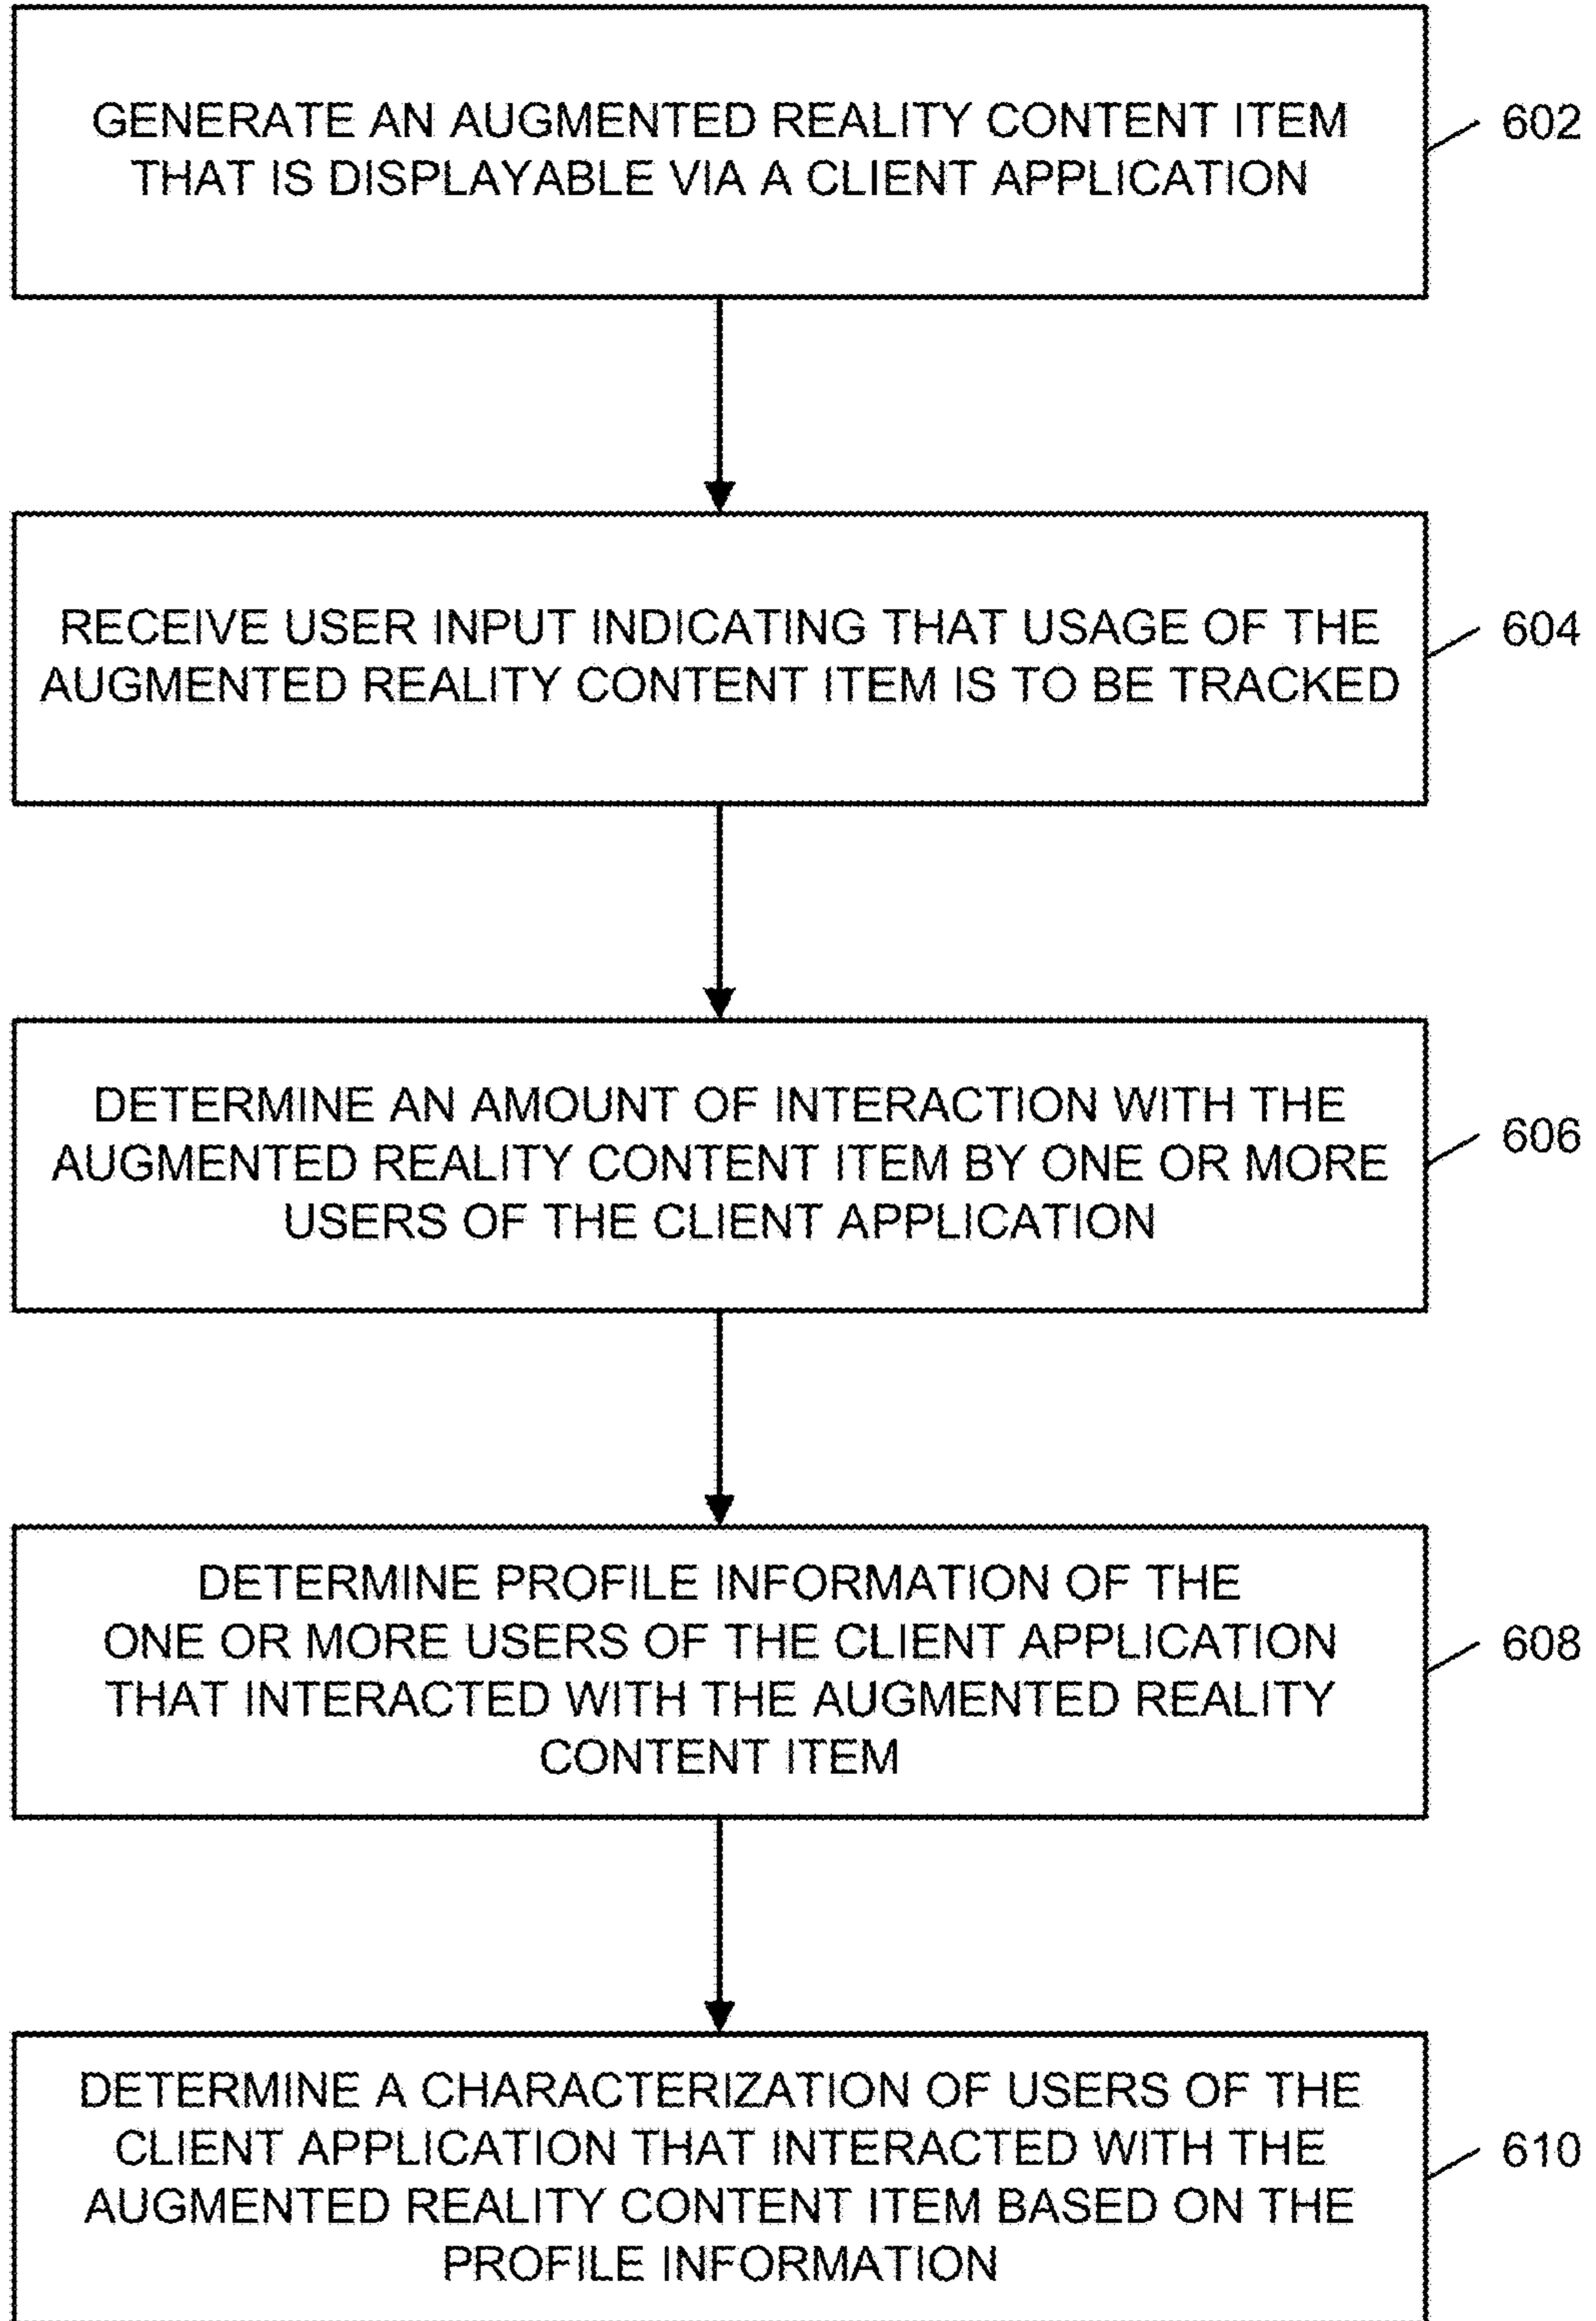 GENERATE AN AUGMENTED REALITY CONTENT ITEM
THAT IS DISPLAYABLE VIA A CLIENT APPLICATION
602
RECEIVE USER INPUT INDICATING THAT USAGE OF THE
AUGMENTED REALITY CONTENT ITEM IS TO BE TRACKED
604
DETERMINE AN AMOUNT OF INTERACTION WITH THE
AUGMENTED REALITY CONTENT ITEM BY ONE OR MORE
USERS OF THE CLIENT APPLICATION
606
DETERMINE PROFILE INFORMATION OF THE
ONE OR MORE USERS OF THE CLIENT APPLICATION
THAT INTERACTED WITH THE AUGMENTED REALITY
CONTENT ITEM
608
DETERMINE A CHARACTERIZATION OF USERS OF THE
CLIENT APPLICATION THAT INTERACTED WITH THE
AUGMENTED REALITY CONTENT ITEM BASED ON THE
PROFILE INFORMATION
610